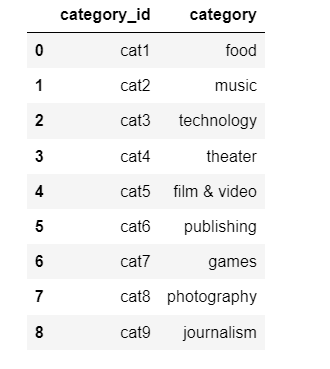 category_id category
0 cat1 food
1 cat2 music
2 cat3 technology
3 cat4 theater
4 cat5 film & video
5 cat6 publishing
6 cat7 games
7 cat8 photography
8 cat9 journalism